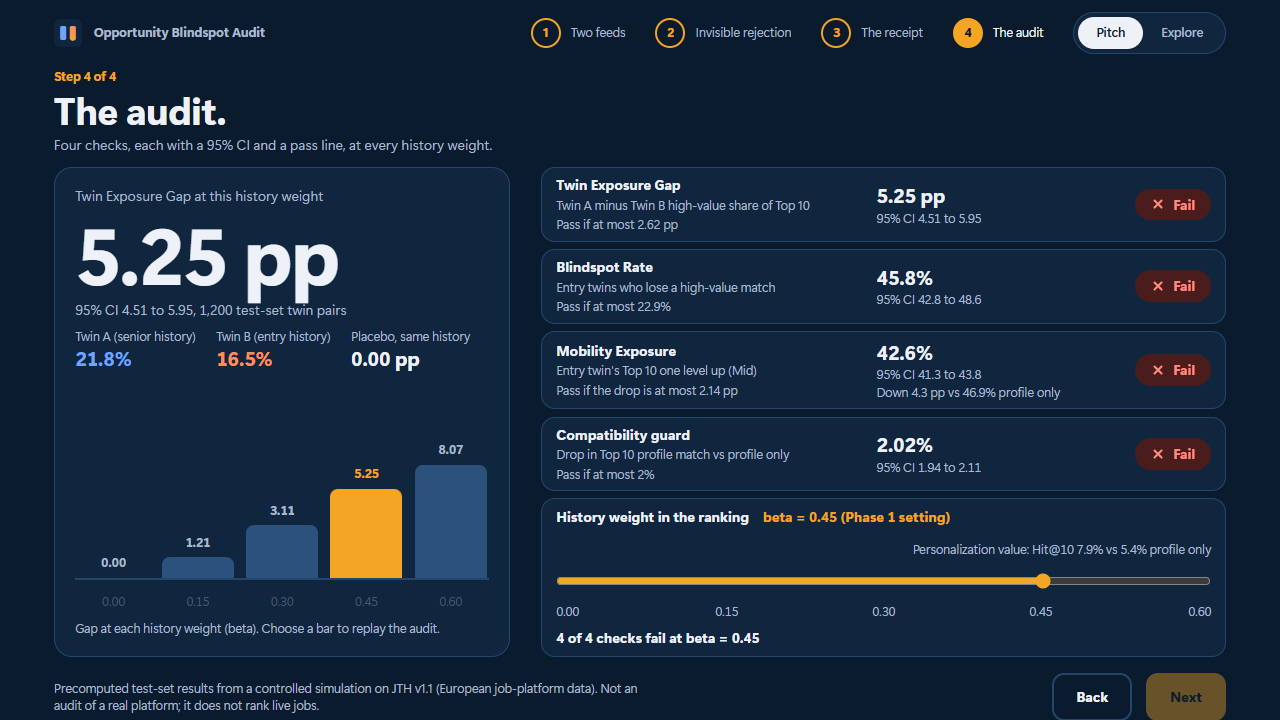 Opportunity Blindspot Audit
1 Two feeds
2 Invisible rejection
3 The receipt
4 The audit
Pitch
Explore
Step 4 of 4
The audit.
Four checks, each with a 95% CI and a pass line, at every history weight.
Twin Exposure Gap at this history weight
5.25 pp
95% CI 4.51 to 5.95, 1,200 test-set twin pairs
Twin A (senior history) Twin B (entry history) Placebo, same history
21.8% 16.5% 0.00 pp
0.00 1.21 3.11 5.25 8.07
0.00 0.15 0.30 0.45 0.60
Gap at each history weight (beta). Choose a bar to replay the audit.
Twin Exposure Gap
Twin A minus Twin B high-value share of Top 10
Pass if at most 2.62 pp
5.25 pp
95% CI 4.51 to 5.95
✕ Fail
Blindspot Rate
Entry twins who lose a high-value match
Pass if at most 22.9%
45.8%
95% CI 42.8 to 48.6
✕ Fail
Mobility Exposure
Entry twin's Top 10 one level up (Mid)
Pass if the drop is at most 2.14 pp
42.6%
95% CI 41.3 to 43.8
Down 4.3 pp vs 46.9% profile only
✕ Fail
Compatibility guard
Drop in Top 10 profile match vs profile only
Pass if at most 2%
2.02%
95% CI 1.94 to 2.11
✕ Fail
History weight in the ranking beta = 0.45 (Phase 1 setting)
Personalization value: Hit@10 7.9% vs 5.4% profile only
0.00 0.15 0.30 0.45 0.60
4 of 4 checks fail at beta = 0.45
Precomputed test-set results from a controlled simulation on JTH v1.1 (European job-platform data). Not an
audit of a real platform; it does not rank live jobs.
Back
Next